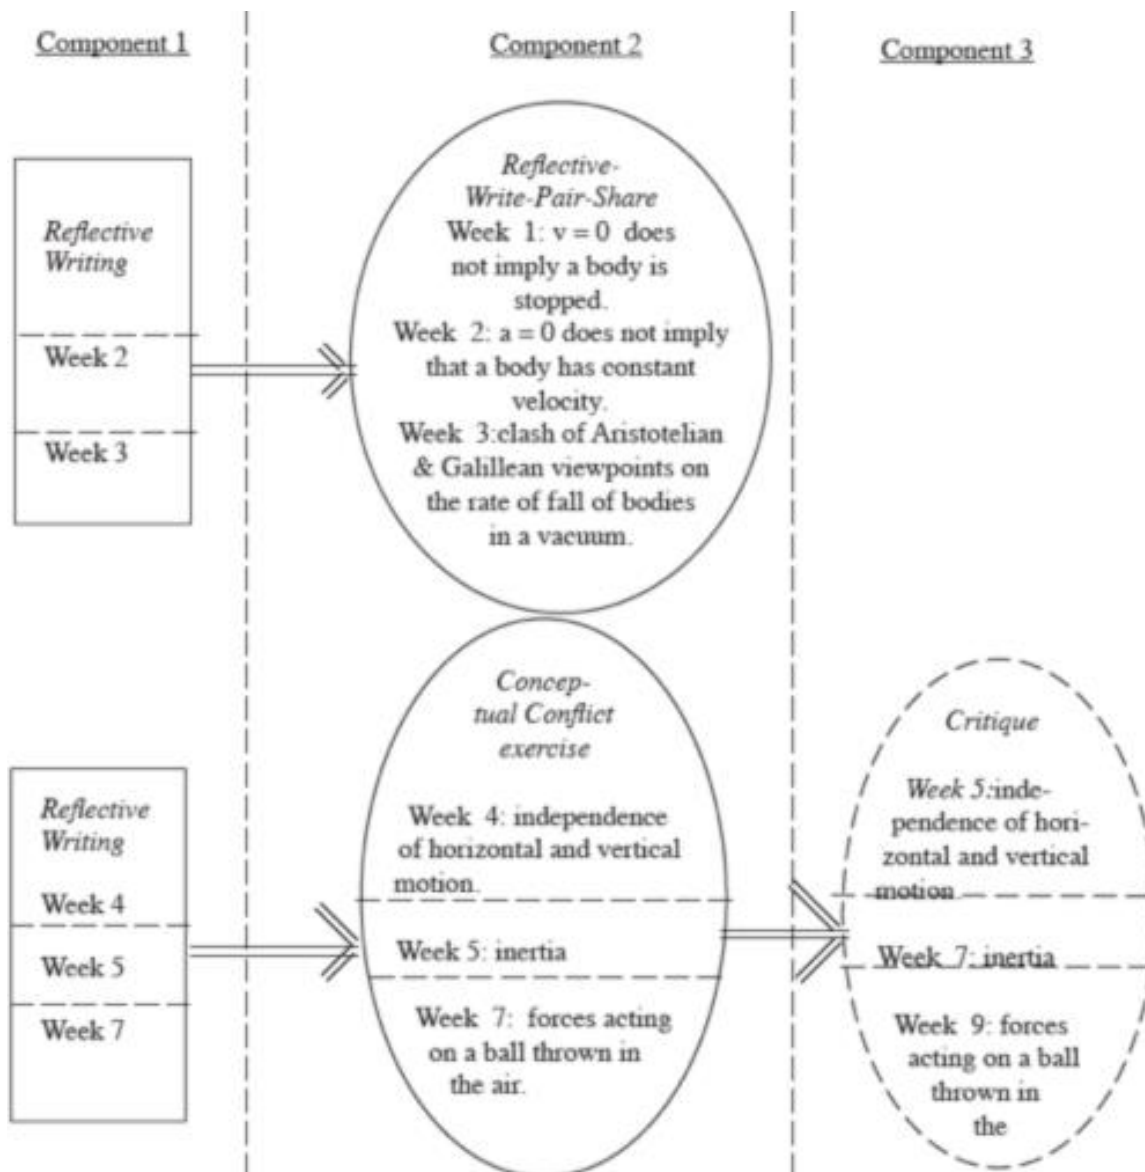 Component 1
Component 2
Component 3
Reflective
Writing
Week 2
Week 3
Reflective-
Write-Pair-Share
Week 1: v = 0 does
not imply a body is
stopped.
Week 2: a = 0 does not imply
that a body has constant
velocity.
Week 3:clash of Aristotelian
& Galillean viewpoints on
the rate of fall of bodies
in a vacuum.
Reflective
Writing
Week 4
Week 5
Week 7
Concep-
tual Conflict
exercise
Week 4: independence
of horizontal and vertical
motion.
Week 5: inertia
Week 7: forces acting
on a ball thrown in
the air.
Critique
Week 5:inde-
pendence of hori-
zontal and vertical
motion
Week 7: inertia
Week 9: forces
acting on a ball
thrown in
the